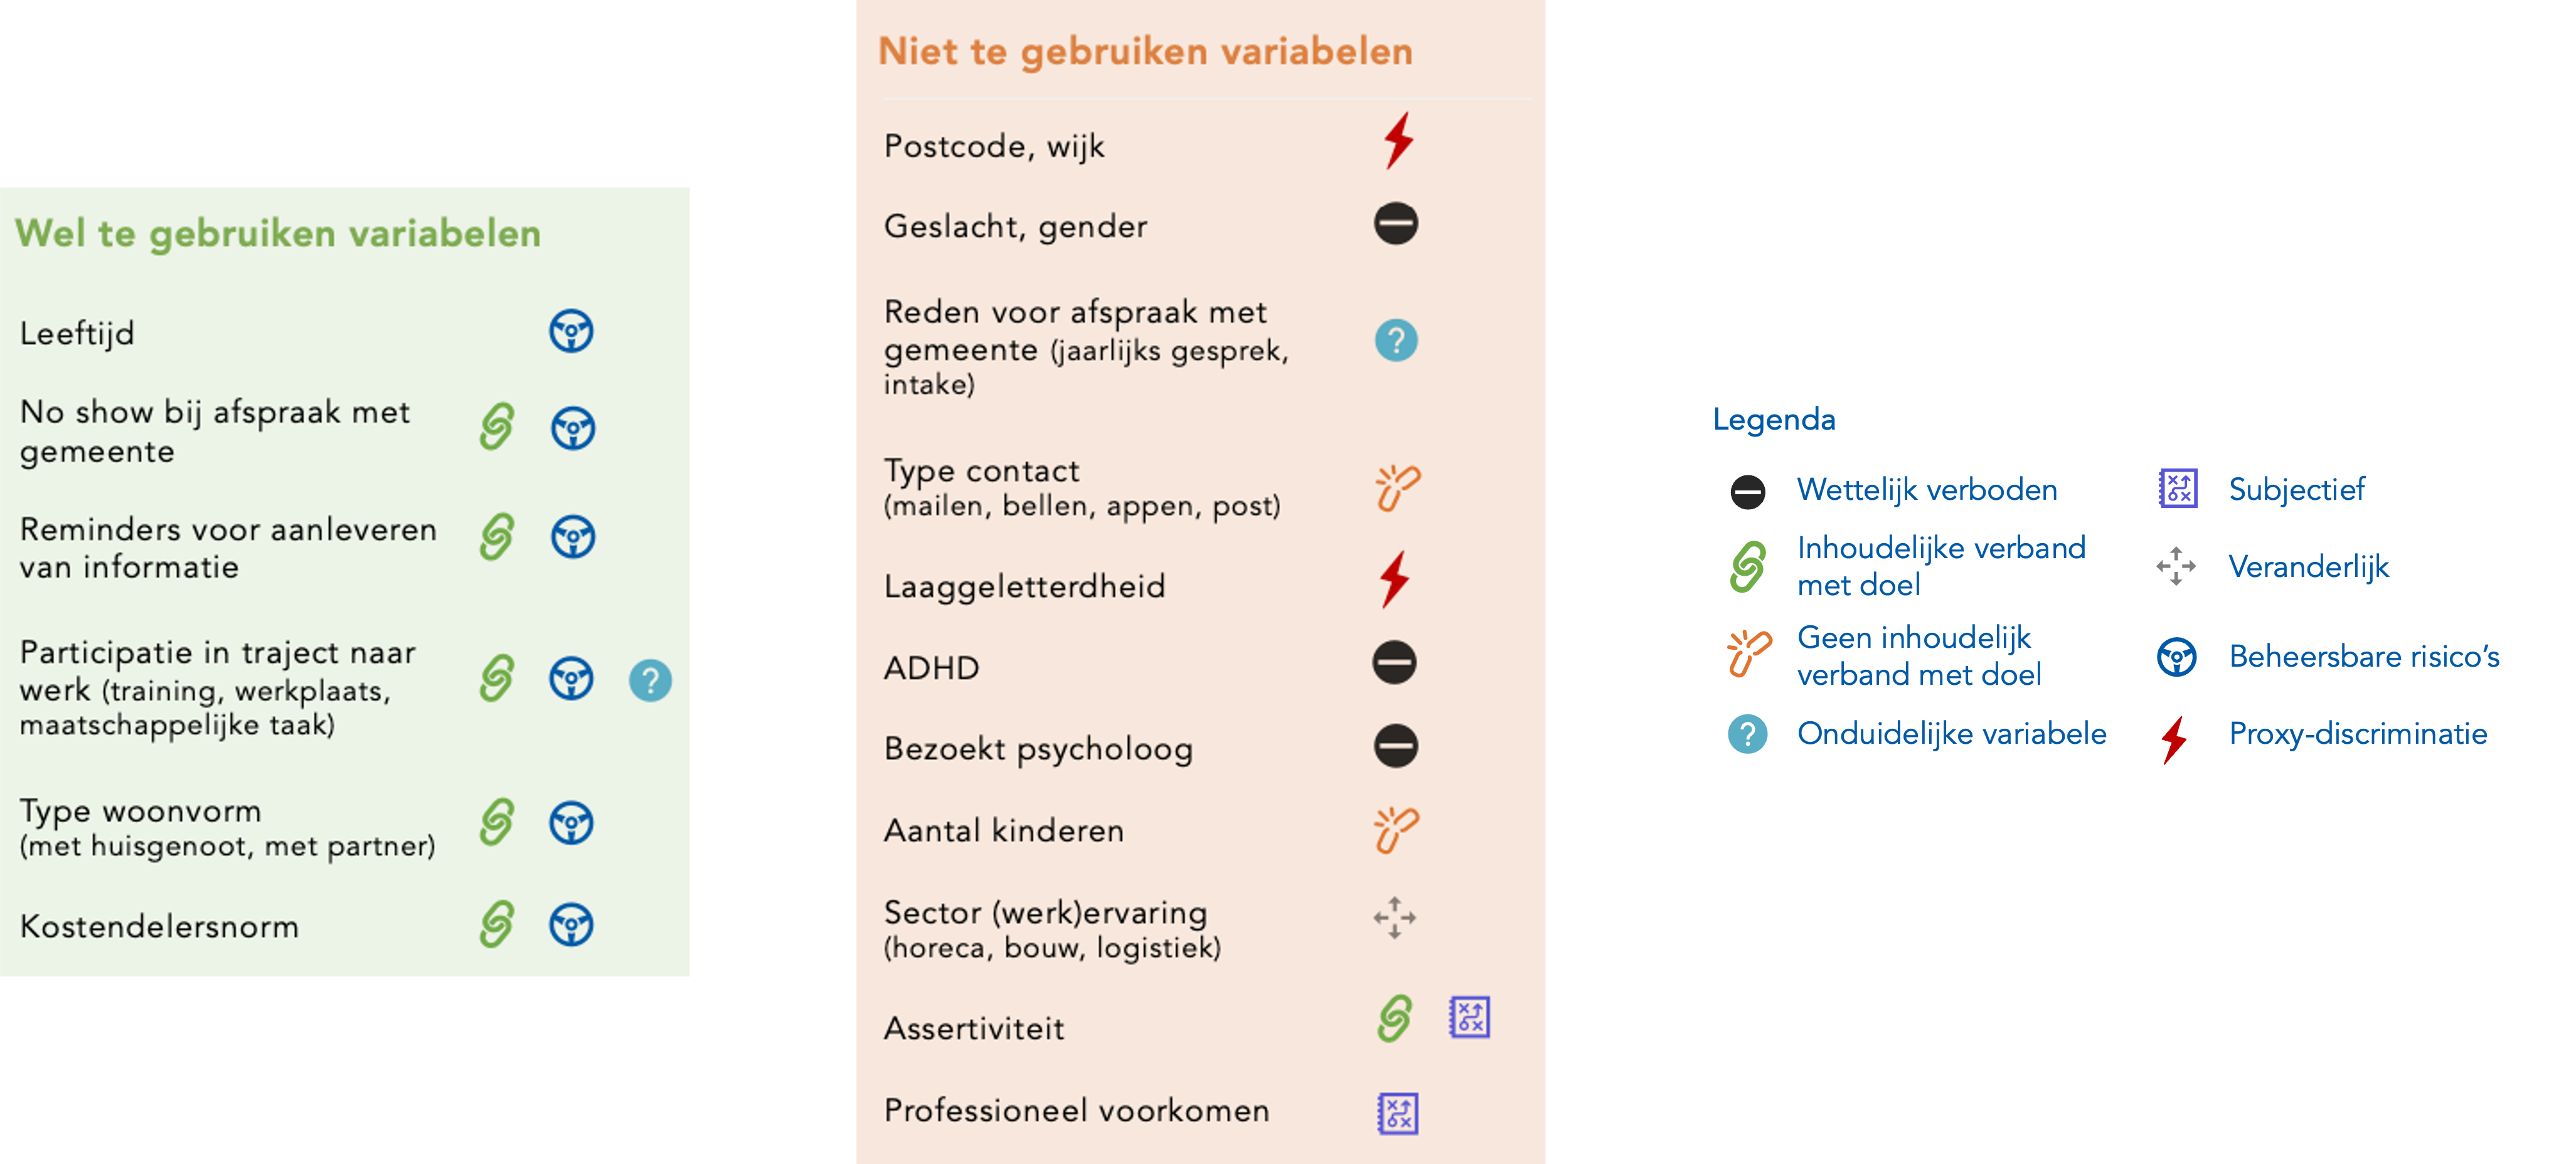 Wel te gebruiken variabelen
Leeftijd
No show bij afspraak met
gemeente
Reminders voor aanleveren
van informatie
Participatie in traject naar
werk (training, werkplaats,
maatschappelijke taak)
Type woonvorm
(met huisgenoot, met partner)
Kostendelersnorm
Niet te gebruiken variabelen
Postcode, wijk
Geslacht, gender
Reden voor afspraak met
gemeente (jaarlijks gesprek,
intake)
Type contact
(mailen, bellen, appen, post)
Laaggeletterdheid
ADHD
Bezoekt psycholoog
Aantal kinderen
Sector (werk)ervaring
(horeca, bouw, logistiek)
Assertiviteit
Professioneel voorkomen
Legenda
Wettelijk verboden
Inhoudelijke verband
met doel
Geen inhoudelijk
verband met doel
Onduidelijke variabele
Subjectief
Veranderlijk
Beheersbare risico's
Proxy-discriminatie